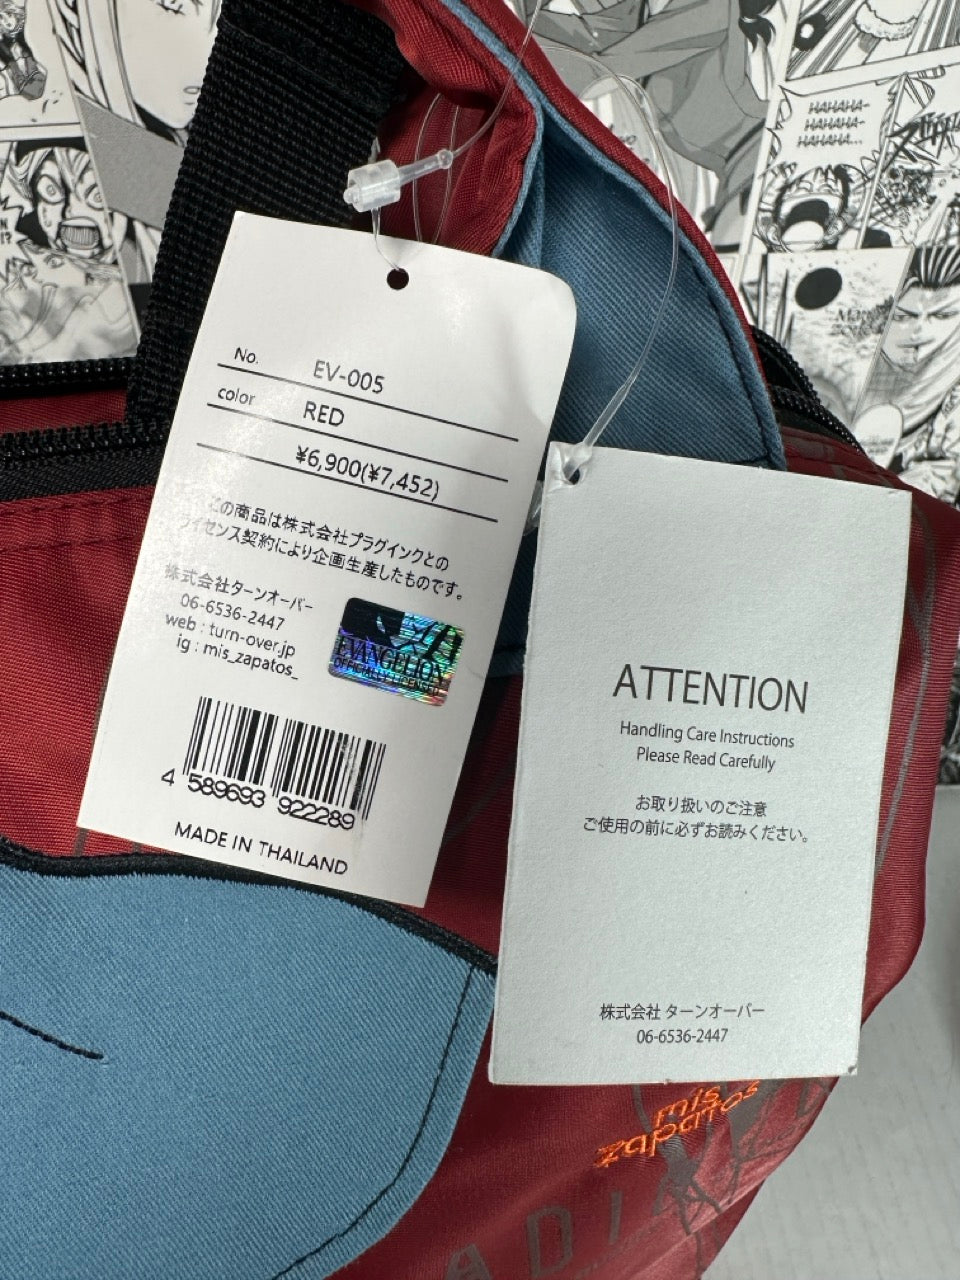 HAHAHA-
HAHAHA-
HAHAHA...
No. EV-005
color RED
¥6,900(¥7,452)
この商品は株式会社プラグインクとの
ライセンス契約により企画生産したものです。
株式会社ターンオーバー
06-6536-2447
web : turn-over.jp
ig : mis_zapatos_
EVANGELION
OFFICIALLY LICENSED
4 589693 922289
MADE IN THAILAND
ATTENTION
Handling Care Instructions
Please Read Carefully
お取り扱いのご注意
ご使用の前に必ずお読みください。
株式会社 ターンオーバー
06-6536-2447
mis
zapatos